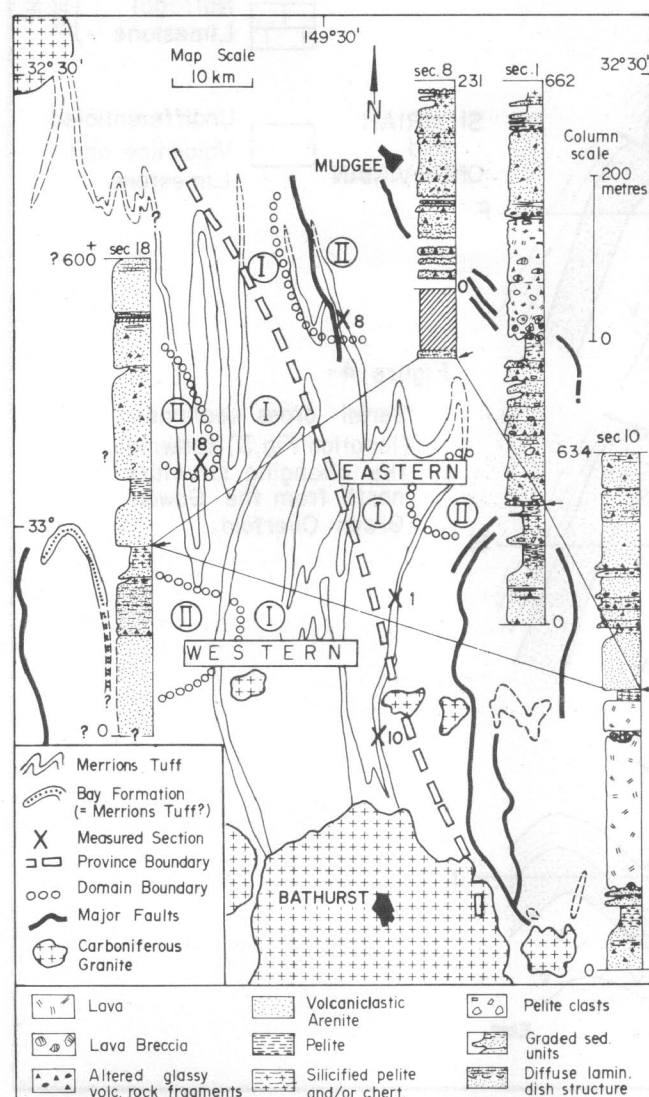 149°30'
32°30'
Map Scale
10 km
N
MUDGEE
sec. 8
231
0
sec. 1
662
0
32°30'
Column
scale
200
metres
0
sec 18
?600+
?
?
?
? 0
?
I
II
8
II
I
18
EASTERN
I
II
33°
1
sec 10
634
0
II
I
WESTERN
?
?
10
BATHURST
Merrions Tuff
Bay Formation
(= Merrions Tuff?)
X Measured Section
Province Boundary
Domain Boundary
Major Faults
Carboniferous
Granite
Lava
Lava Breccia
Altered glassy
volc. rock fragments
Volcaniclastic
Arenite
Pelite
Silicified pelite
and/or chert
Pelite clasts
Graded sed.
units
Diffuse lamin.
dish structure